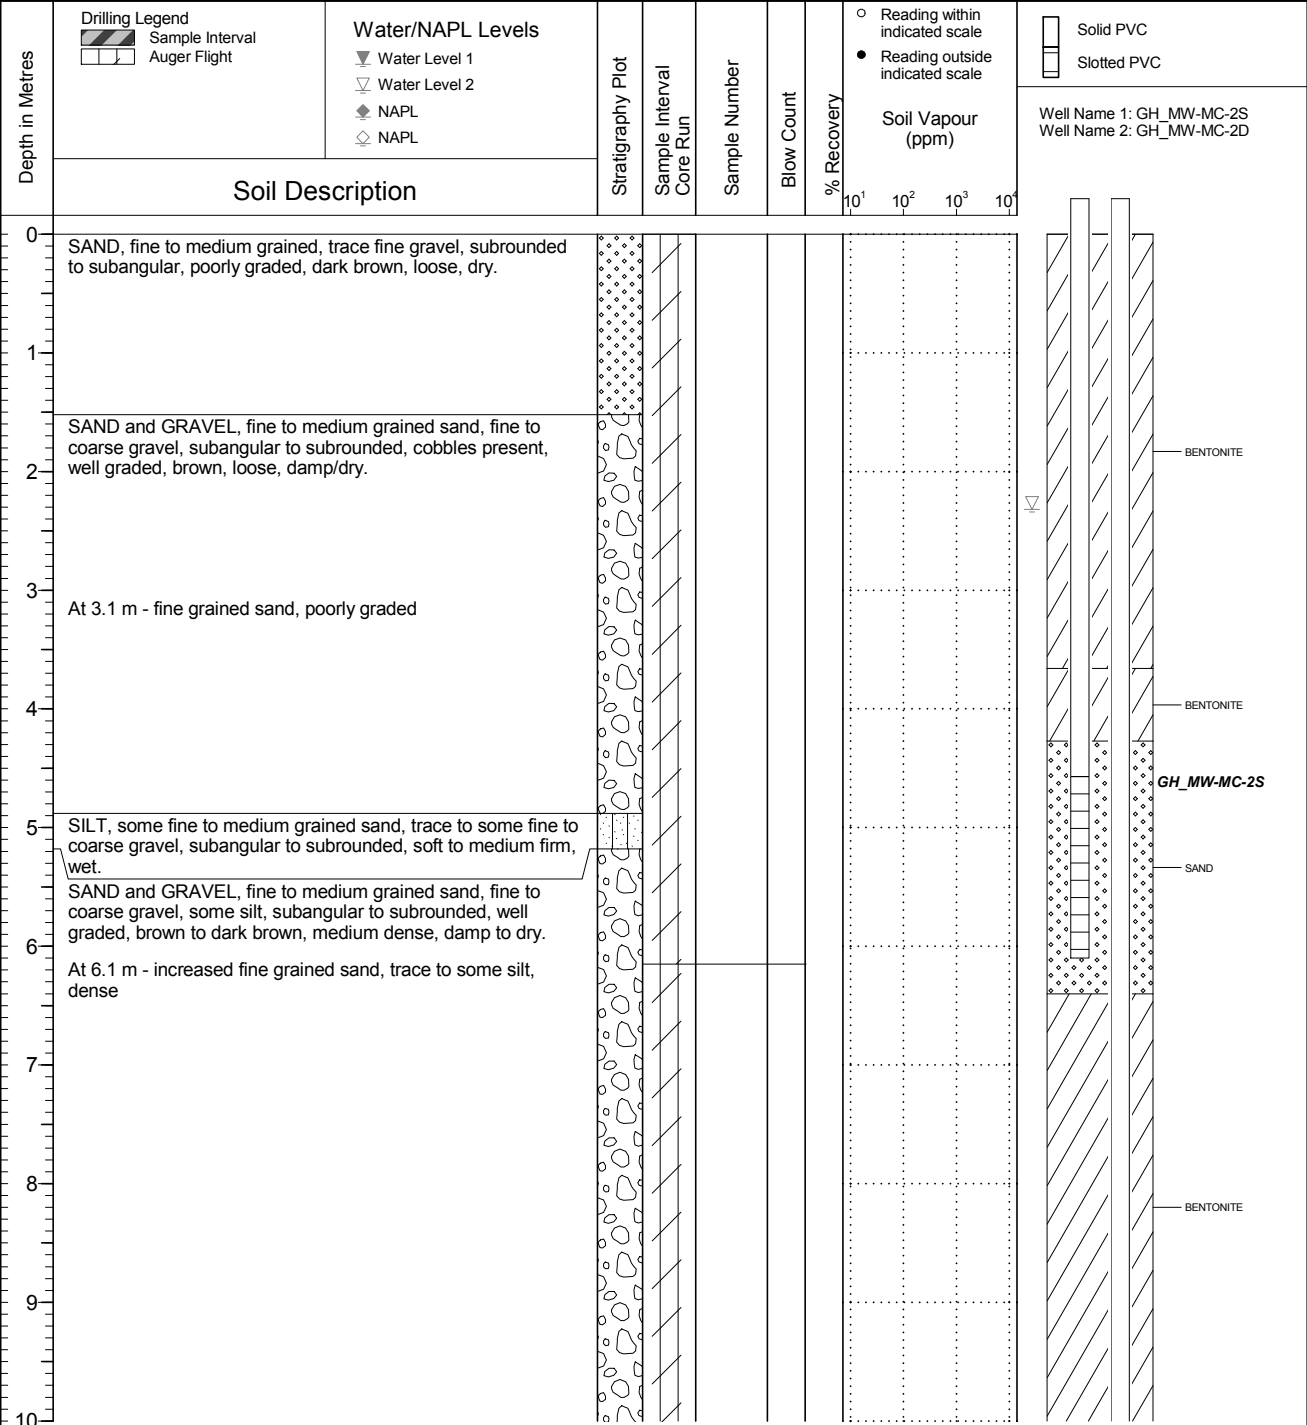 Drilling Legend
Sample Interval
Auger Flight
Water/NAPL Levels
Water Level 1
Water Level 2
NAPL
NAPL
Depth in Metres
Soil Description
Stratigraphy Plot
Sample Interval
Core Run
Sample Number
Blow Count
% Recovery
Reading within
indicated scale
Reading outside
indicated scale
Soil Vapour
(ppm)
10¹ 10² 10³ 10⁴
Solid PVC
Slotted PVC
Well Name 1: GH_MW-MC-2S
Well Name 2: GH_MW-MC-2D
0
SAND, fine to medium grained, trace fine gravel, subrounded
to subangular, poorly graded, dark brown, loose, dry.
1
SAND and GRAVEL, fine to medium grained sand, fine to
coarse gravel, subangular to subrounded, cobbles present,
well graded, brown, loose, damp/dry.
BENTONITE
2
3
At 3.1 m - fine grained sand, poorly graded
BENTONITE
4
GH_MW-MC-2S
5
SILT, some fine to medium grained sand, trace to some fine to
coarse gravel, subangular to subrounded, soft to medium firm,
wet.
SAND
SAND and GRAVEL, fine to medium grained sand, fine to
coarse gravel, some silt, subangular to subrounded, well
graded, brown to dark brown, medium dense, damp to dry.
6
At 6.1 m - increased fine grained sand, trace to some silt,
dense
7
8
BENTONITE
9
10